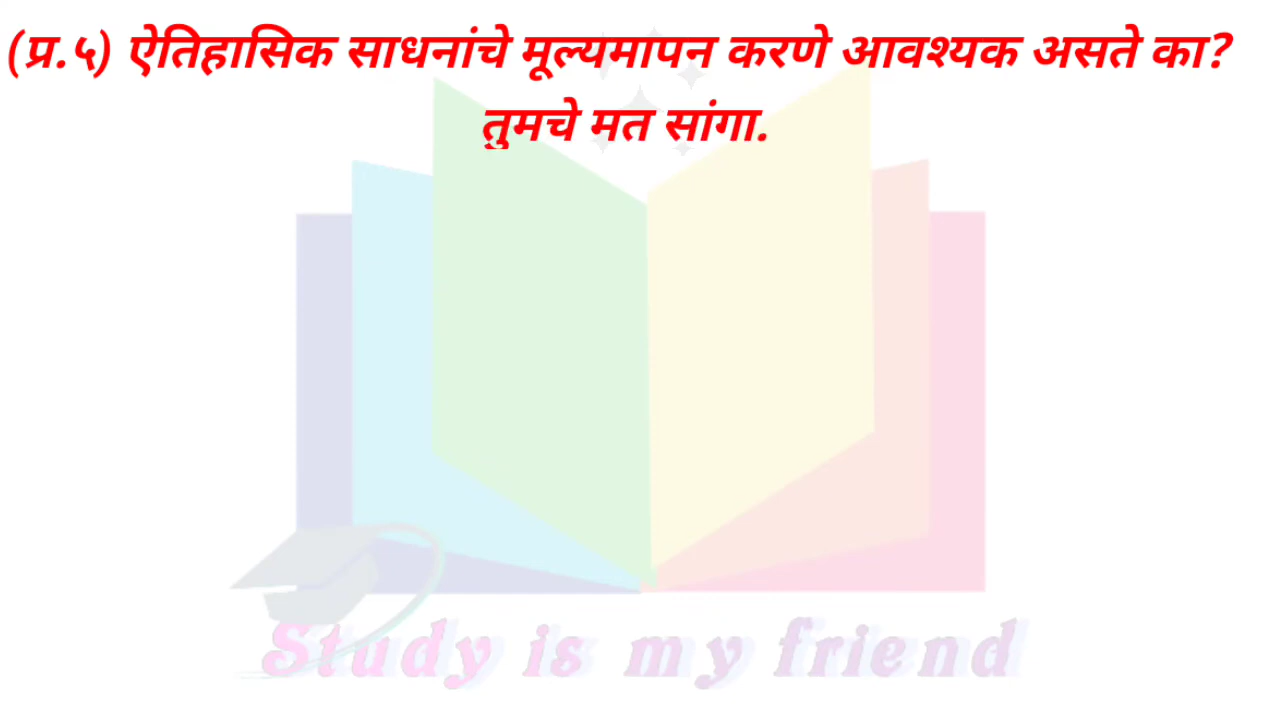 (प्र.५) ऐतिहासिक साधनांचे मूल्यमापन करणे आवश्यक असते का?
तुमचे मत सांगा.
Study is my friend